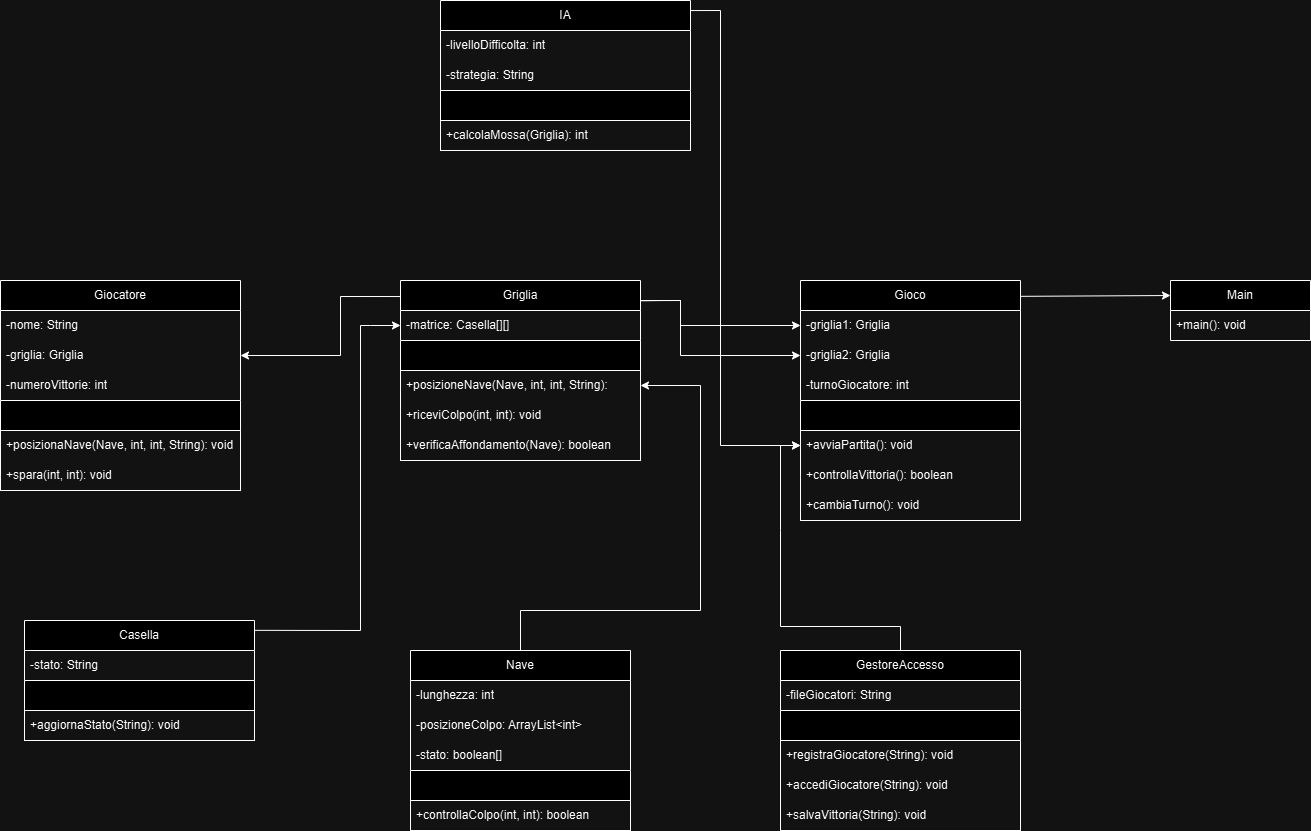 IA
-livelloDifficolta: int
-strategia: String
+calcolaMossa(Griglia): int
Giocatore
-nome: String
-griglia: Griglia
-numeroVittorie: int
+posizionaNave(Nave, int, int, String): void
+spara(int, int): void
Griglia
-matrice: Casella[][]
+posizioneNave(Nave, int, int, String):
+riceviColpo(int, int): void
+verificaAffondamento(Nave): boolean
Gioco
-griglia1: Griglia
-griglia2: Griglia
-turnoGiocatore: int
+avviaPartita(): void
+controllaVittoria(): boolean
+cambiaTurno(): void
Main
+main(): void
Casella
-stato: String
+aggiornaStato(String): void
Nave
-lunghezza: int
-posizioneColpo: ArrayList<int>
-stato: boolean[]
+controllaColpo(int, int): boolean
GestoreAccesso
-fileGiocatori: String
+registraGiocatore(String): void
+accediGiocatore(String): void
+salvaVittoria(String): void